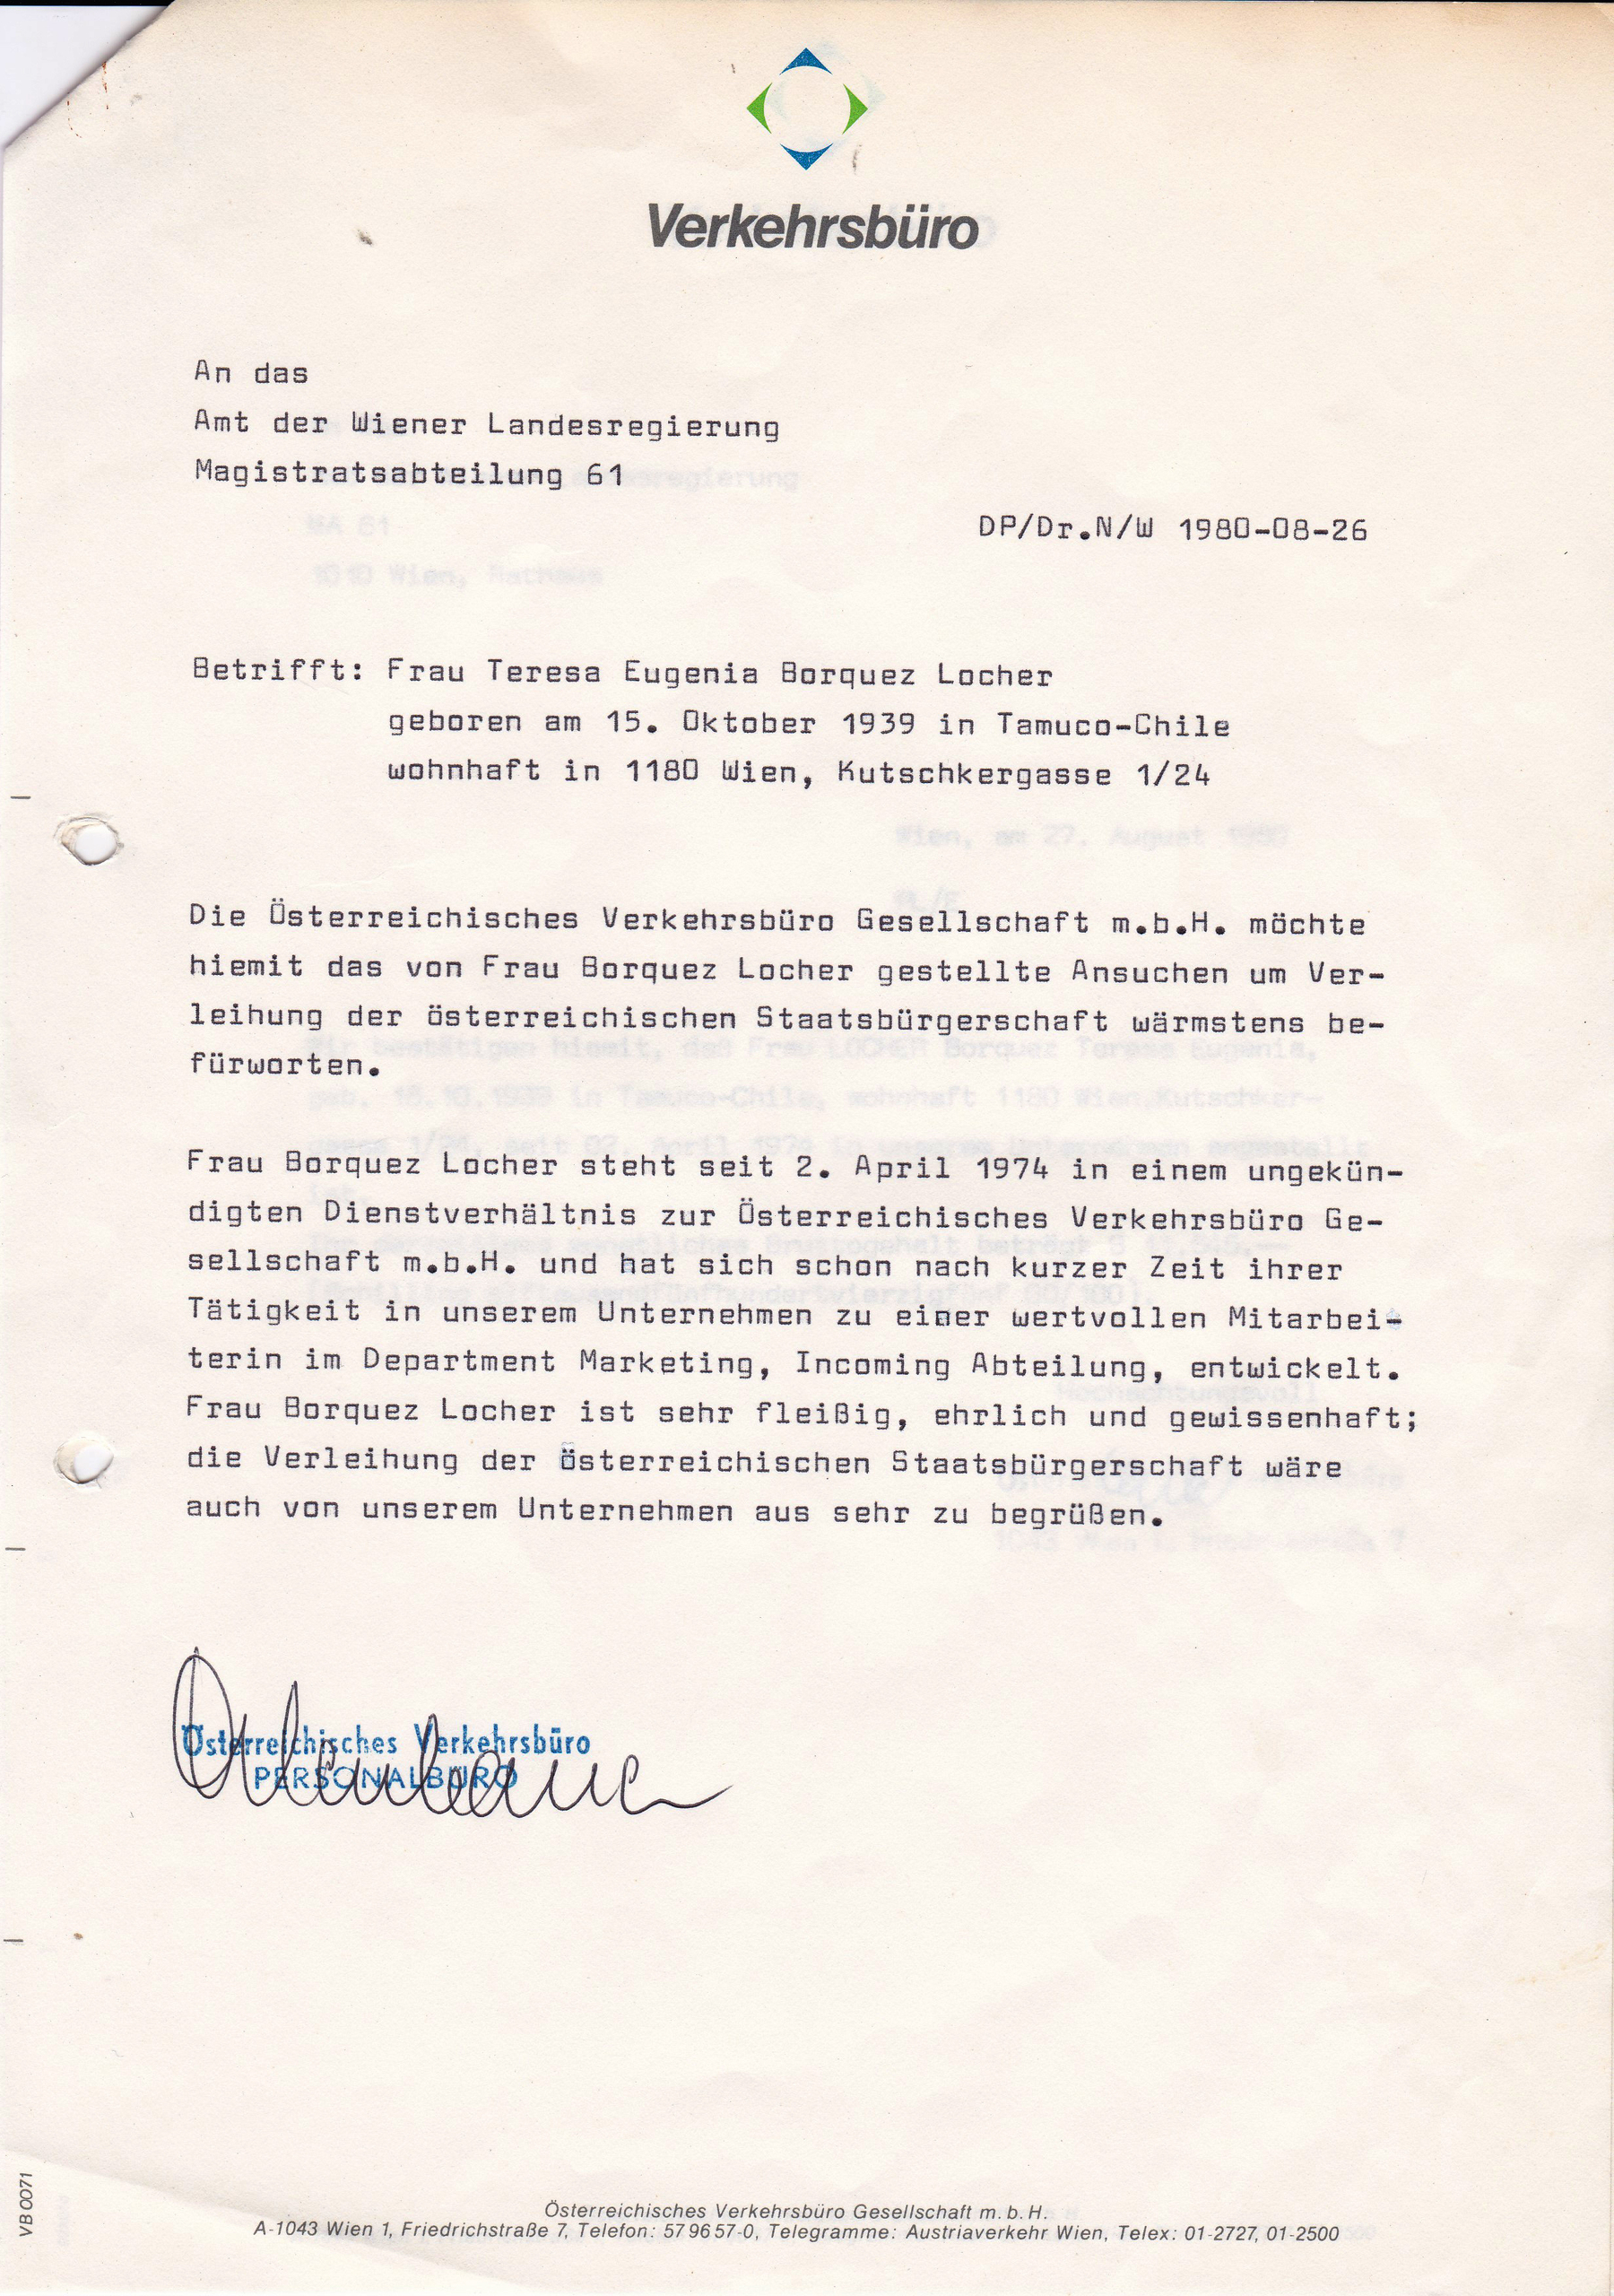 Verkehrsbüro
An das
Amt der Wiener Landesregierung
Magistratsabteilung 61
DP/Dr.N/W 1980-08-26
Betrifft: Frau Teresa Eugenia Borquez Locher
geboren am 15. Oktober 1939 in Tamuco-Chile
wohnhaft in 1180 Wien, Kutschkergasse 1/24
Die Österreichisches Verkehrsbüro Gesellschaft m.b.H. möchte
hiemit das von Frau Borquez Locher gestellte Ansuchen um Ver-
leihung der österreichischen Staatsbürgerschaft wärmstens be-
fürworten.
Frau Borquez Locher steht seit 2. April 1974 in einem ungekün-
digten Dienstverhältnis zur Österreichisches Verkehrsbüro Ge-
sellschaft m.b.H. und hat sich schon nach kurzer Zeit ihrer
Tätigkeit in unserem Unternehmen zu einer wertvollen Mitarbei-
terin im Department Marketing, Incoming Abteilung, entwickelt.
Frau Borquez Locher ist sehr fleißig, ehrlich und gewissenhaft;
die Verleihung der österreichischen Staatsbürgerschaft wäre
auch von unserem Unternehmen aus sehr zu begrüßen.
Österreichisches Verkehrsbüro
PERSONALBÜRO
VB 0071
Österreichisches Verkehrsbüro Gesellschaft m. b. H.
A-1043 Wien 1, Friedrichstraße 7, Telefon: 57 96 57-0, Telegramme: Austriaverkehr Wien, Telex: 01-2727, 01-2500